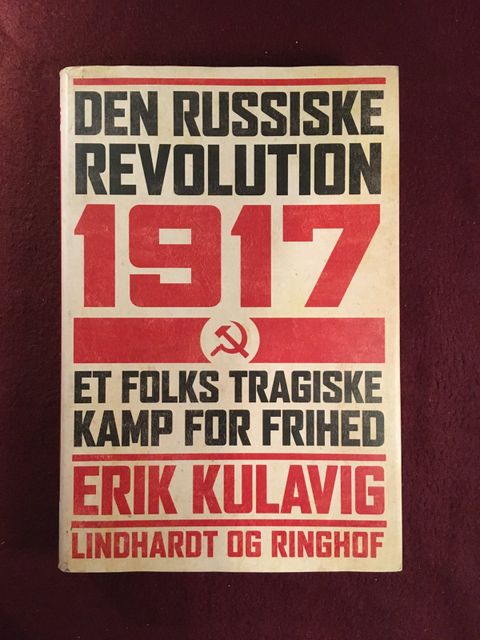 DEN RUSSISKE
REVOLUTION
1917
ET FOLKS TRAGISKE
KAMP FOR FRIHED
ERIK KULAVIG
LINDHARDT OG RINGHOF